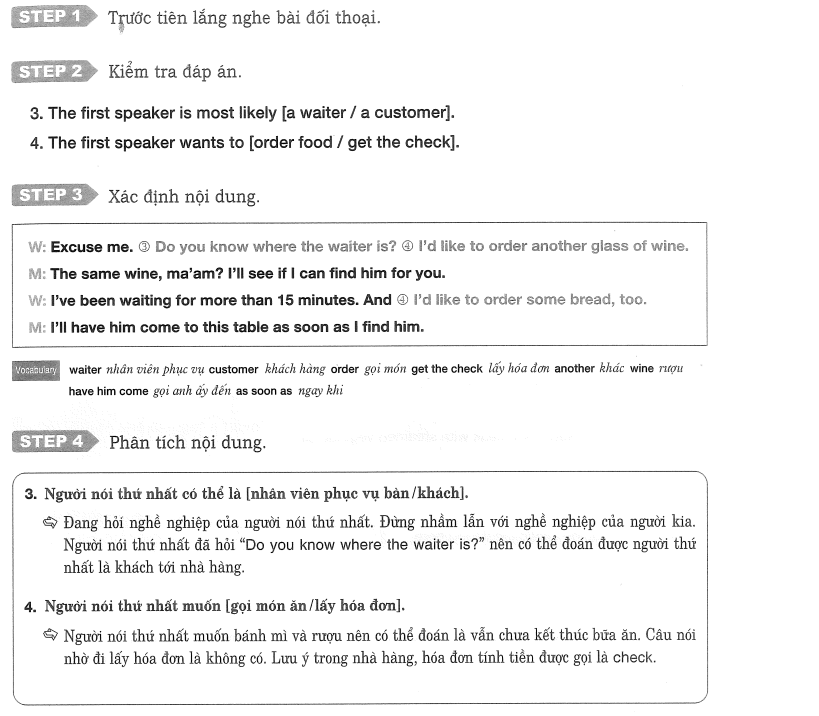 STEP 1 Trước tiên lắng nghe bài đối thoại.
STEP 2 Kiểm tra đáp án.
3. The first speaker is most likely [a waiter / a customer].
4. The first speaker wants to [order food / get the check].
STEP 3 Xác định nội dung.
W: Excuse me. ③ Do you know where the waiter is? ④ I'd like to order another glass of wine.
M: The same wine, ma'am? I'll see if I can find him for you.
W: I've been waiting for more than 15 minutes. And ④ I'd like to order some bread, too.
M: I'll have him come to this table as soon as I find him.
Vocabulary waiter nhân viên phục vụ customer khách hàng order gọi món get the check lấy hóa đơn another khác wine rượu
have him come gọi anh ấy đến as soon as ngay khi
STEP 4 Phân tích nội dung.
3. Người nói thứ nhất có thể là [nhân viên phục vụ bàn/khách].
➪ Đang hỏi nghề nghiệp của người nói thứ nhất. Đừng nhầm lẫn với nghề nghiệp của người kia.
Người nói thứ nhất đã hỏi “Do you know where the waiter is?” nên có thể đoán được người thứ
nhất là khách tới nhà hàng.
4. Người nói thứ nhất muốn [gọi món ăn/lấy hóa đơn].
➪ Người nói thứ nhất muốn bánh mì và rượu nên có thể đoán là vẫn chưa kết thúc bữa ăn. Câu nói
nhờ đi lấy hóa đơn là không có. Lưu ý trong nhà hàng, hóa đơn tính tiền được gọi là check.